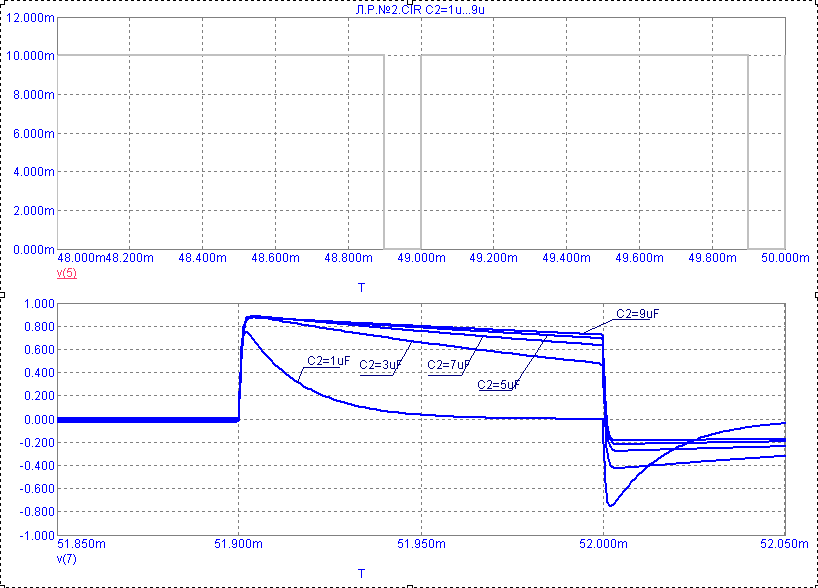 Л.Р.№2.CIR C2=1u...9u
12.000m
10.000m
8.000m
6.000m
4.000m
2.000m
0.000m
48.000m 48.200m 48.400m 48.600m 48.800m 49.000m 49.200m 49.400m 49.600m 49.800m 50.000m
v(5)
T
1.000
0.800
0.600
0.400
0.200
0.000
-0.200
-0.400
-0.600
-0.800
-1.000
C2=9uF
C2=1uF C2=3uF C2=7uF
C2=5uF
51.850m 51.900m 51.950m 52.000m 52.050m
v(7)
T